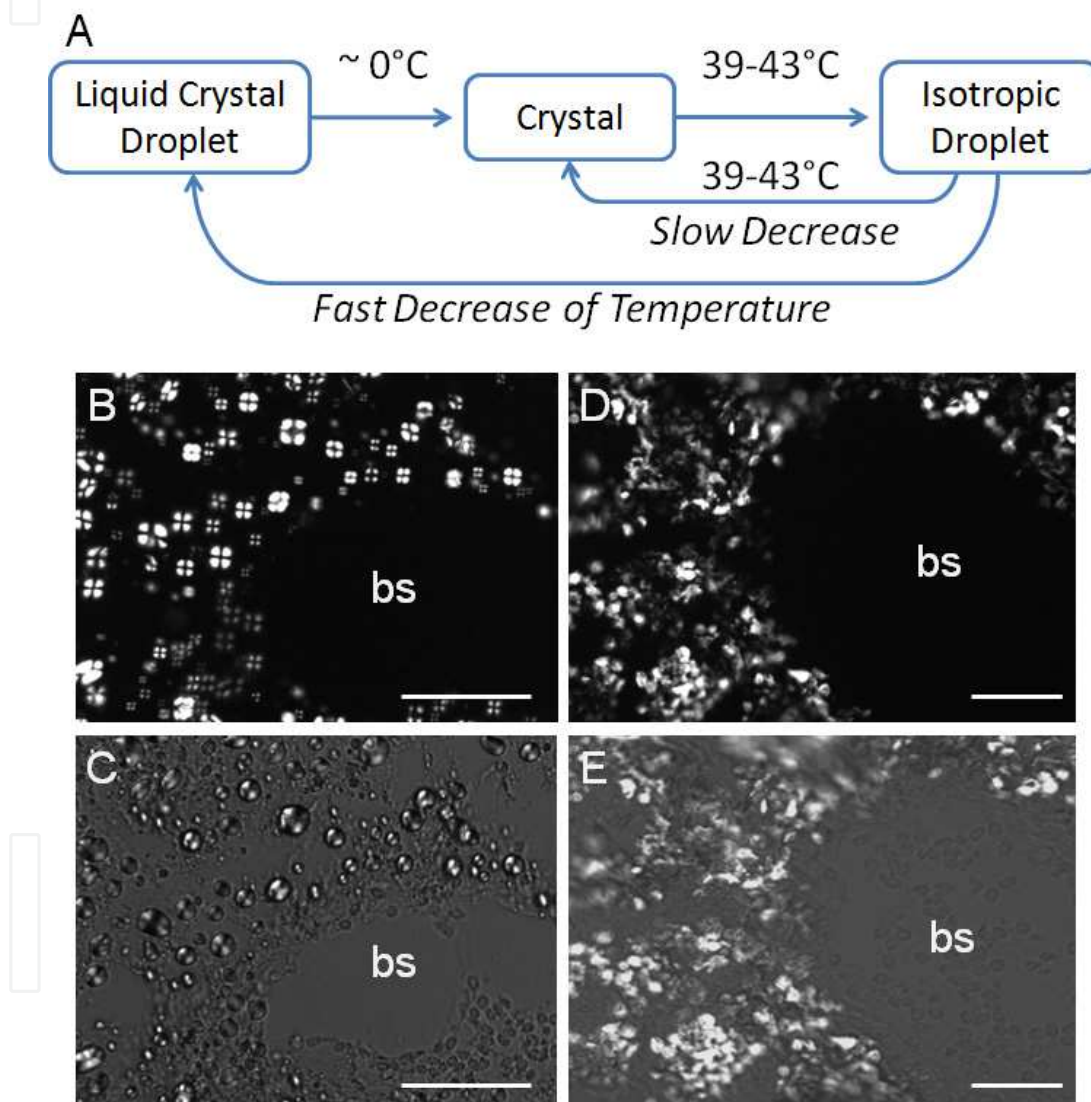 A
~ 0°C
39-43°C
Liquid Crystal
Droplet
Crystal
Isotropic
Droplet
39-43°C
Slow Decrease
Fast Decrease of Temperature
B
bs
D
bs
C
bs
E
bs